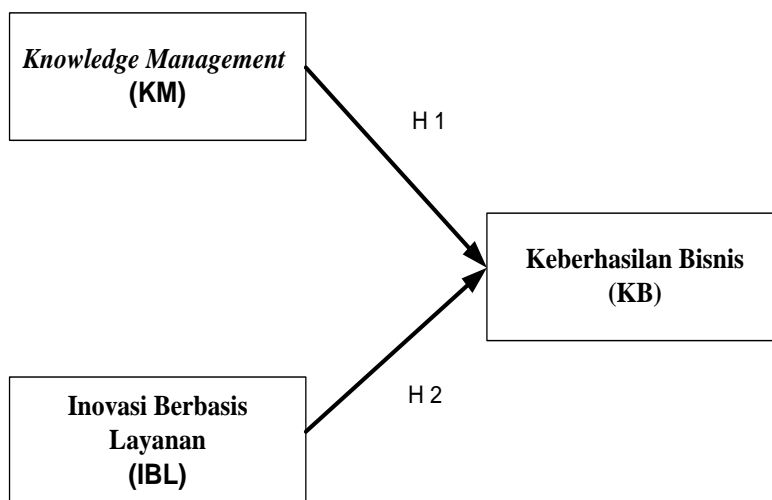 Knowledge Management
(KM)
H 1
Keberhasilan Bisnis
(KB)
H 2
Inovasi Berbasis
Layanan
(IBL)